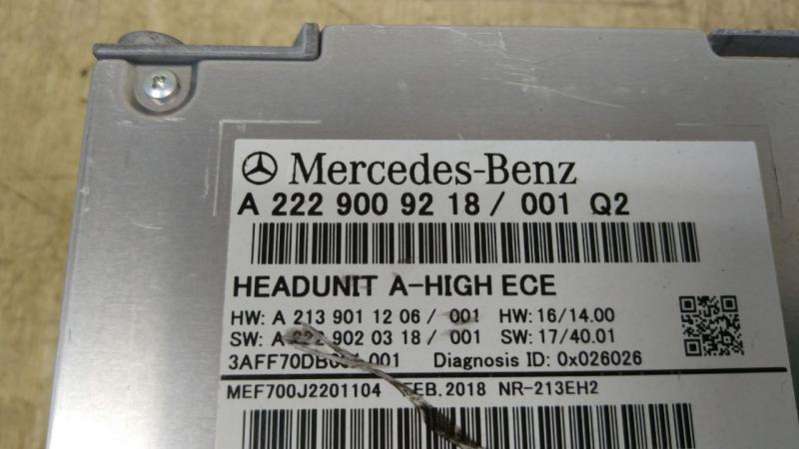 Mercedes-Benz
A 222 900 92 18 / 001 Q2
HEADUNIT A-HIGH ECE
HW: A 213 901 12 06 / 001 HW: 16/14.00
SW: A 902 03 18 / 001 SW: 17/40.01
001 Diagnosis ID: 0x026026
MEF700J2201104 FEB.2018 NR-213EH2